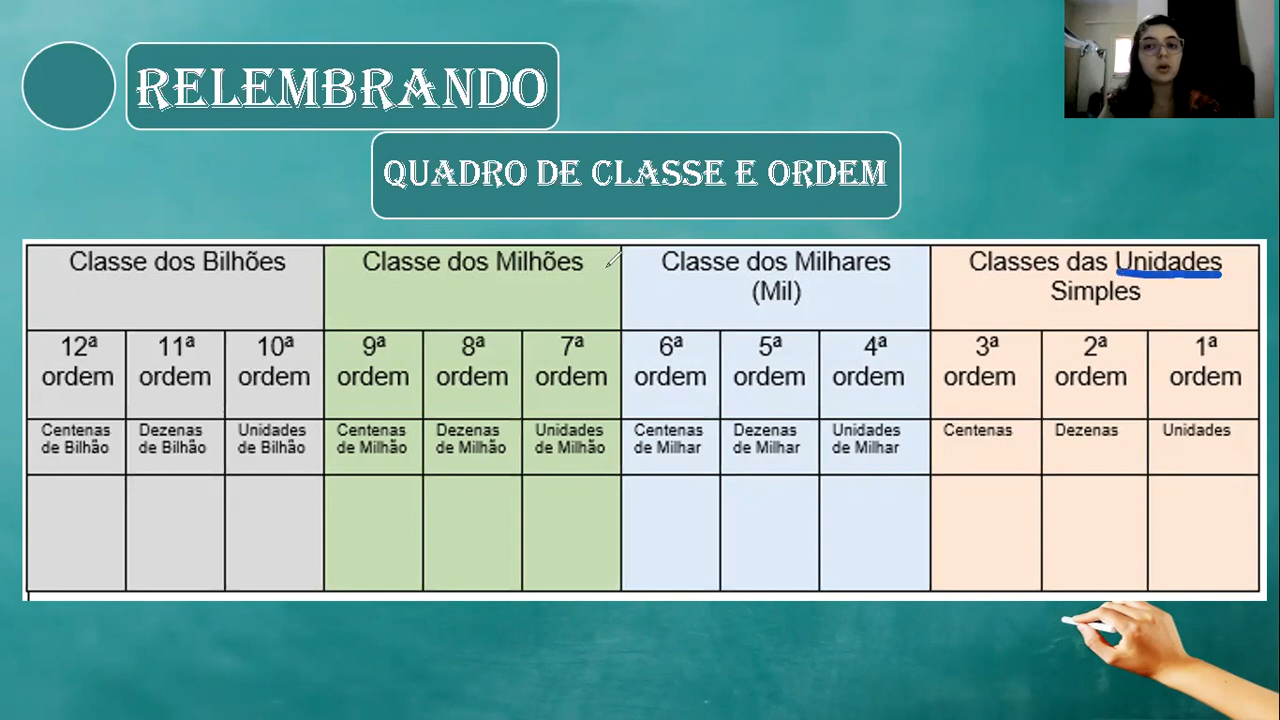 RELEMBRANDO
QUADRO DE CLASSE E ORDEM
Classe dos Bilhões
Classe dos Milhões
Classe dos Milhares
(Mil)
Classes das Unidades
Simples
12ª
ordem
11ª
ordem
10ª
ordem
9ª
ordem
8ª
ordem
7ª
ordem
6ª
ordem
5ª
ordem
4ª
ordem
3ª
ordem
2ª
ordem
1ª
ordem
Centenas
de Bilhão
Dezenas
de Bilhão
Unidades
de Bilhão
Centenas
de Milhão
Dezenas
de Milhão
Unidades
de Milhão
Centenas
de Milhar
Dezenas
de Milhar
Unidades
de Milhar
Centenas
Dezenas
Unidades